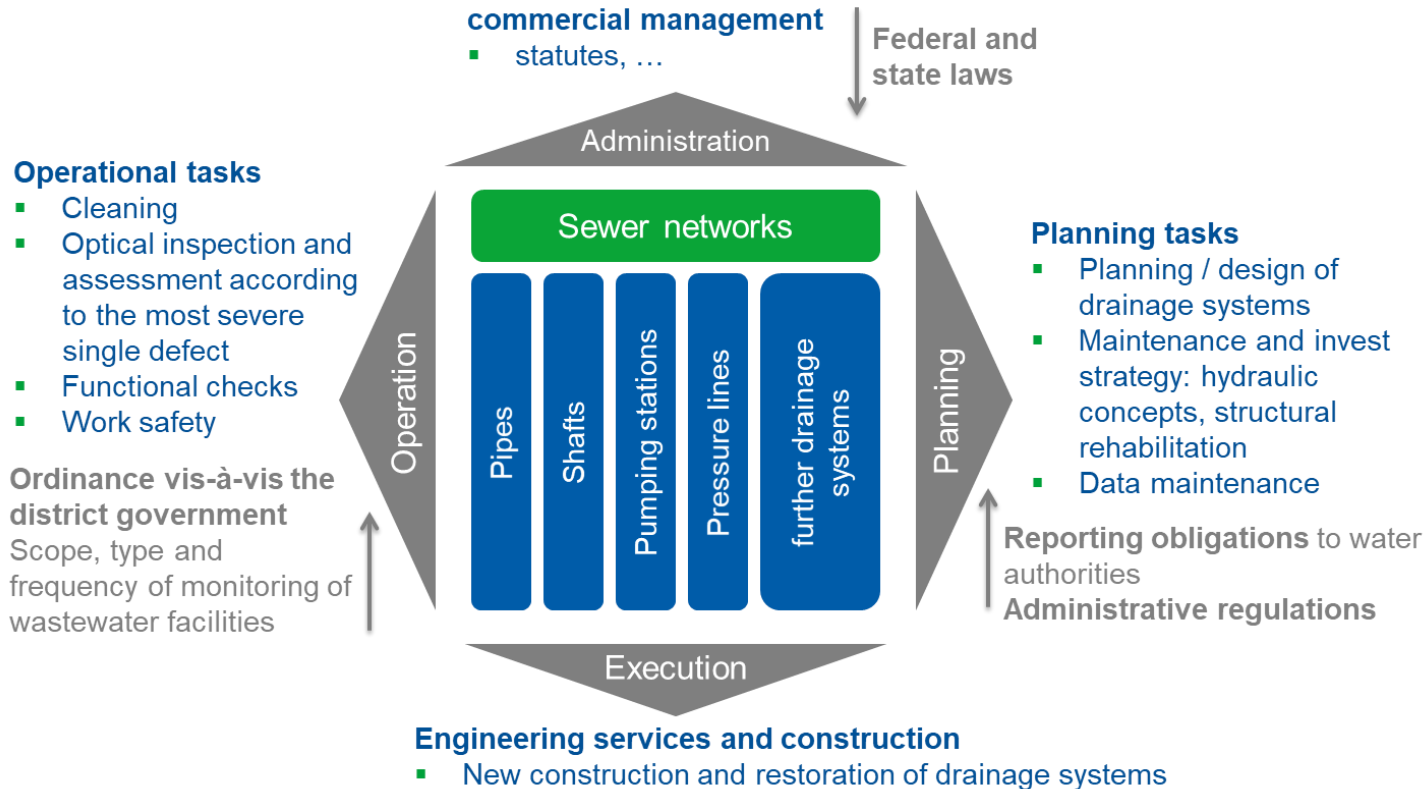 commercial management
▪ statutes, …
Federal and
state laws
Administration
Operational tasks
▪ Cleaning
▪ Optical inspection and
assessment according
to the most severe
single defect
▪ Functional checks
▪ Work safety
Ordinance vis-à-vis the
district government
Scope, type and
frequency of monitoring of
wastewater facilities
Operation
Sewer networks
Pipes
Shafts
Pumping stations
Pressure lines
further drainage
systems
Planning
Planning tasks
▪ Planning / design of
drainage systems
▪ Maintenance and invest
strategy: hydraulic
concepts, structural
rehabilitation
▪ Data maintenance
Reporting obligations to water
authorities
Administrative regulations
Execution
Engineering services and construction
▪ New construction and restoration of drainage systems